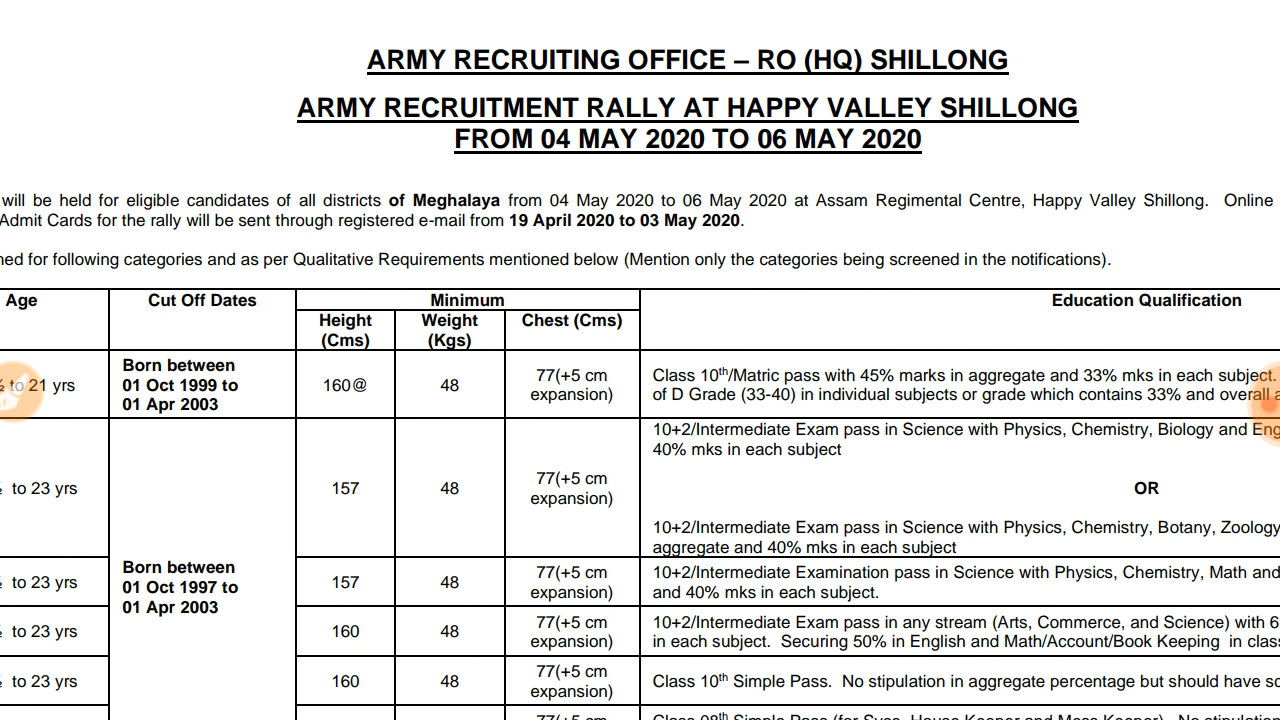 ARMY RECRUITING OFFICE – RO (HQ) SHILLONG
ARMY RECRUITMENT RALLY AT HAPPY VALLEY SHILLONG
FROM 04 MAY 2020 TO 06 MAY 2020
will be held for eligible candidates of all districts of Meghalaya from 04 May 2020 to 06 May 2020 at Assam Regimental Centre, Happy Valley Shillong. Online
Admit Cards for the rally will be sent through registered e-mail from 19 April 2020 to 03 May 2020.
for following categories and as per Qualitative Requirements mentioned below (Mention only the categories being screened in the notifications).
Age
Cut Off Dates
Minimum
Education Qualification
Height
(Cms)
Weight
(Kgs)
Chest (Cms)
to 21 yrs
Born between
01 Oct 1999 to
01 Apr 2003
160@
48
77(+5 cm
expansion)
Class 10th/Matric pass with 45% marks in aggregate and 33% mks in each subject.
of D Grade (33-40) in individual subjects or grade which contains 33% and overall
to 23 yrs
Born between
01 Oct 1997 to
01 Apr 2003
157
48
77(+5 cm
expansion)
10+2/Intermediate Exam pass in Science with Physics, Chemistry, Biology and
40% mks in each subject
OR
10+2/Intermediate Exam pass in Science with Physics, Chemistry, Botany, Zoology
aggregate and 40% mks in each subject
to 23 yrs
157
48
77(+5 cm
expansion)
10+2/Intermediate Examination pass in Science with Physics, Chemistry, Math and
and 40% mks in each subject.
to 23 yrs
160
48
77(+5 cm
expansion)
10+2/Intermediate Exam pass in any stream (Arts, Commerce, and Science) with
in each subject. Securing 50% in English and Math/Account/Book Keeping in
to 23 yrs
160
48
77(+5 cm
expansion)
Class 10th Simple Pass. No stipulation in aggregate percentage but should have